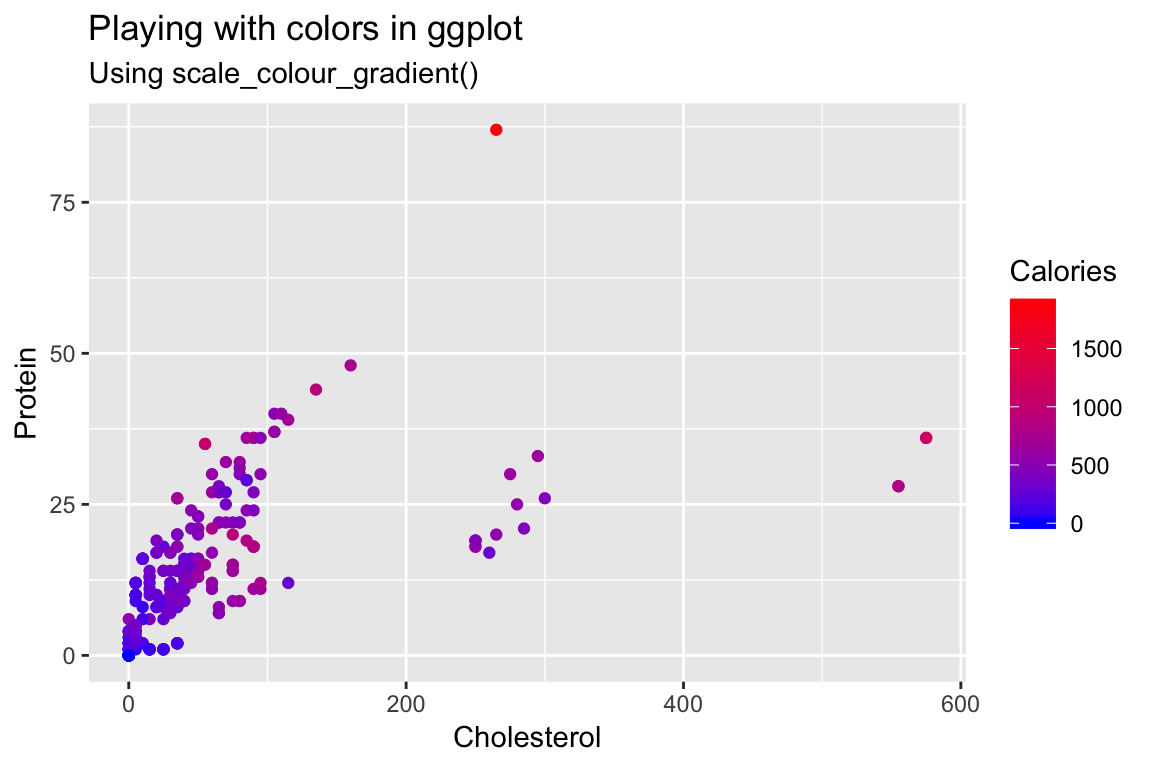 Playing with colors in ggplot
Using scale_colour_gradient()
75
50
25
0
Protein
0
200
400
600
Cholesterol
Calories
1500
1000
500
0